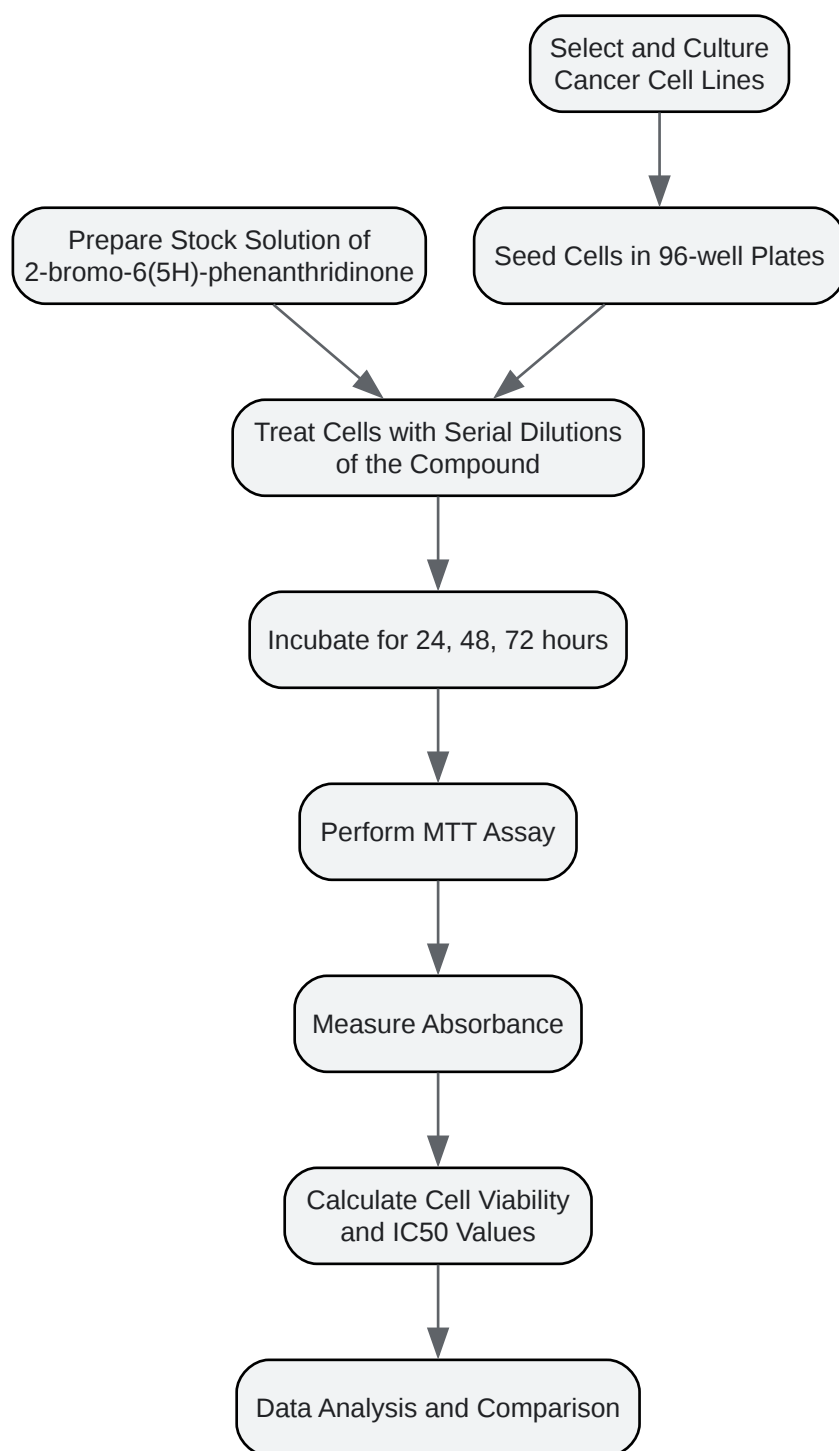 Select and Culture
Cancer Cell Lines
Prepare Stock Solution of
2-bromo-6(5H)-phenanthridinone
Seed Cells in 96-well Plates
Treat Cells with Serial Dilutions
of the Compound
Incubate for 24, 48, 72 hours
Perform MTT Assay
Measure Absorbance
Calculate Cell Viability
and IC50 Values
Data Analysis and Comparison